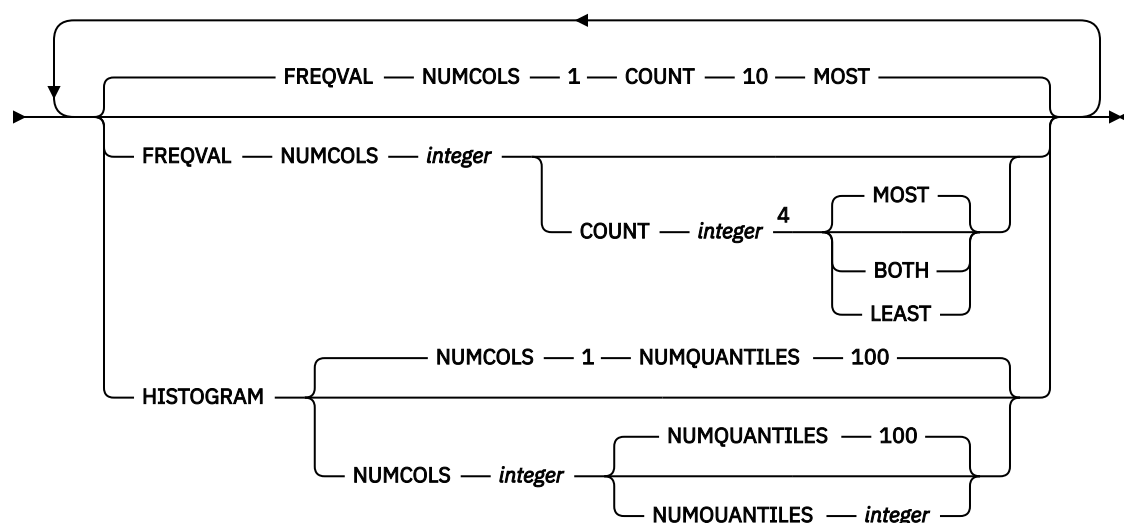 FREQVAL NUMCOLS 1 COUNT 10 MOST
FREQVAL NUMCOLS integer
MOST
COUNT integer 4
BOTH
LEAST
NUMCOLS 1 NUMQUANTILES 100
HISTOGRAM
NUMQUANTILES 100
NUMCOLS integer
NUMQUANTILES integer